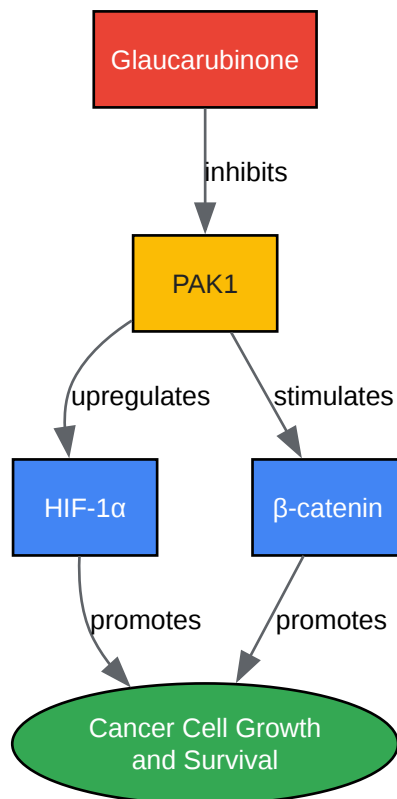 Glaucarubinone
inhibits
PAK1
upregulates
stimulates
HIF-1α
β-catenin
promotes
promotes
Cancer Cell Growth
and Survival